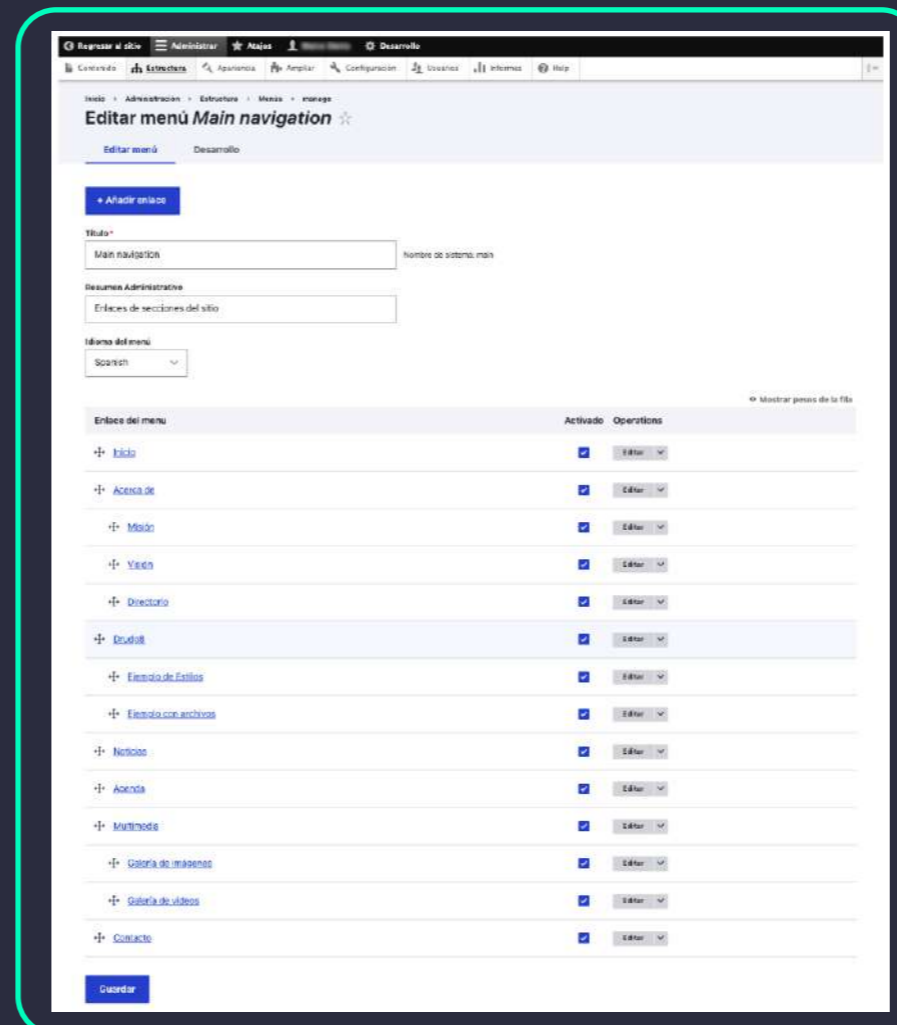 Regresar al sitio Administrar Atajos Desarrollo
Contenido Estructura Apariencia Ampliar Configuración Usuarios Informes Help
Inicio > Administración > Estructura > Menús > manage
Editar menú Main navigation
Editar menú Desarrollo
+ Añadir enlace
Título *
Main navigation Nombre de sistema: main
Resumen Administrativo
Enlaces de secciones del sitio
Idioma del menú
Spanish
Mostrar pesos de la fila
Enlace del menu Activado Operations
Inicio Editar
Acerca de Editar
Misión Editar
Visión Editar
Directorio Editar
Editar
Ejemplo de Estilos Editar
Ejemplo con archivos Editar
Noticias Editar
Agenda Editar
Multimedia Editar
Galería de imágenes Editar
Galería de videos Editar
Contacto Editar
Guardar